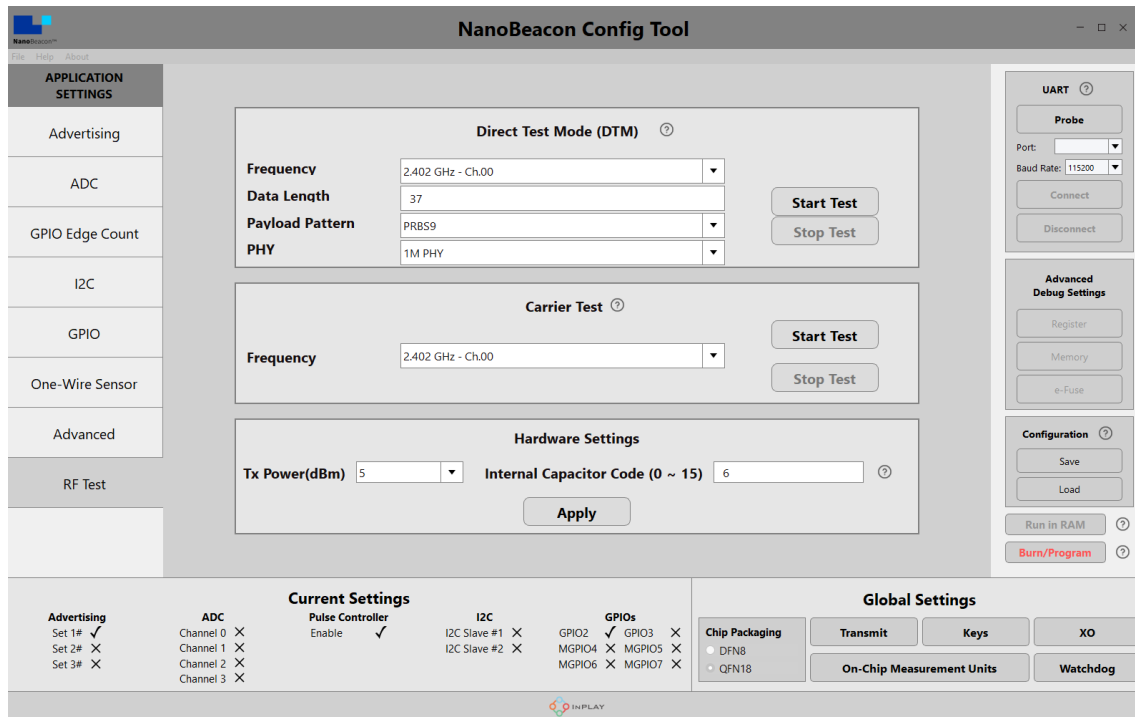 NanoBeacon Config Tool
NanoBeacon™
File Help About
APPLICATION
SETTINGS
Advertising
ADC
GPIO Edge Count
I2C
GPIO
One-Wire Sensor
Advanced
RF Test
Direct Test Mode (DTM) ?
Frequency 2.402 GHz - Ch.00
Data Length 37
Payload Pattern PRBS9
PHY 1M PHY
Start Test
Stop Test
Carrier Test ?
Frequency 2.402 GHz - Ch.00
Start Test
Stop Test
Hardware Settings
Tx Power(dBm) 5 Internal Capacitor Code (0 ~ 15) 6 ?
Apply
UART ?
Probe
Port:
Baud Rate: 115200
Connect
Disconnect
Advanced
Debug Settings
Register
Memory
e-Fuse
Configuration ?
Save
Load
Run in RAM ?
Burn/Program ?
Current Settings
Advertising
Set 1# ✓
Set 2# ✕
Set 3# ✕
ADC
Channel 0 ✕
Channel 1 ✕
Channel 2 ✕
Channel 3 ✕
Pulse Controller
Enable ✓
I2C
I2C Slave #1 ✕
I2C Slave #2 ✕
GPIOs
GPIO2 ✓ GPIO3 ✕
MGPIO4 ✕ MGPIO5 ✕
MGPIO6 ✕ MGPIO7 ✕
Global Settings
Chip Packaging
DFN8
QFN18
Transmit Keys XO
On-Chip Measurement Units Watchdog
INPLAY